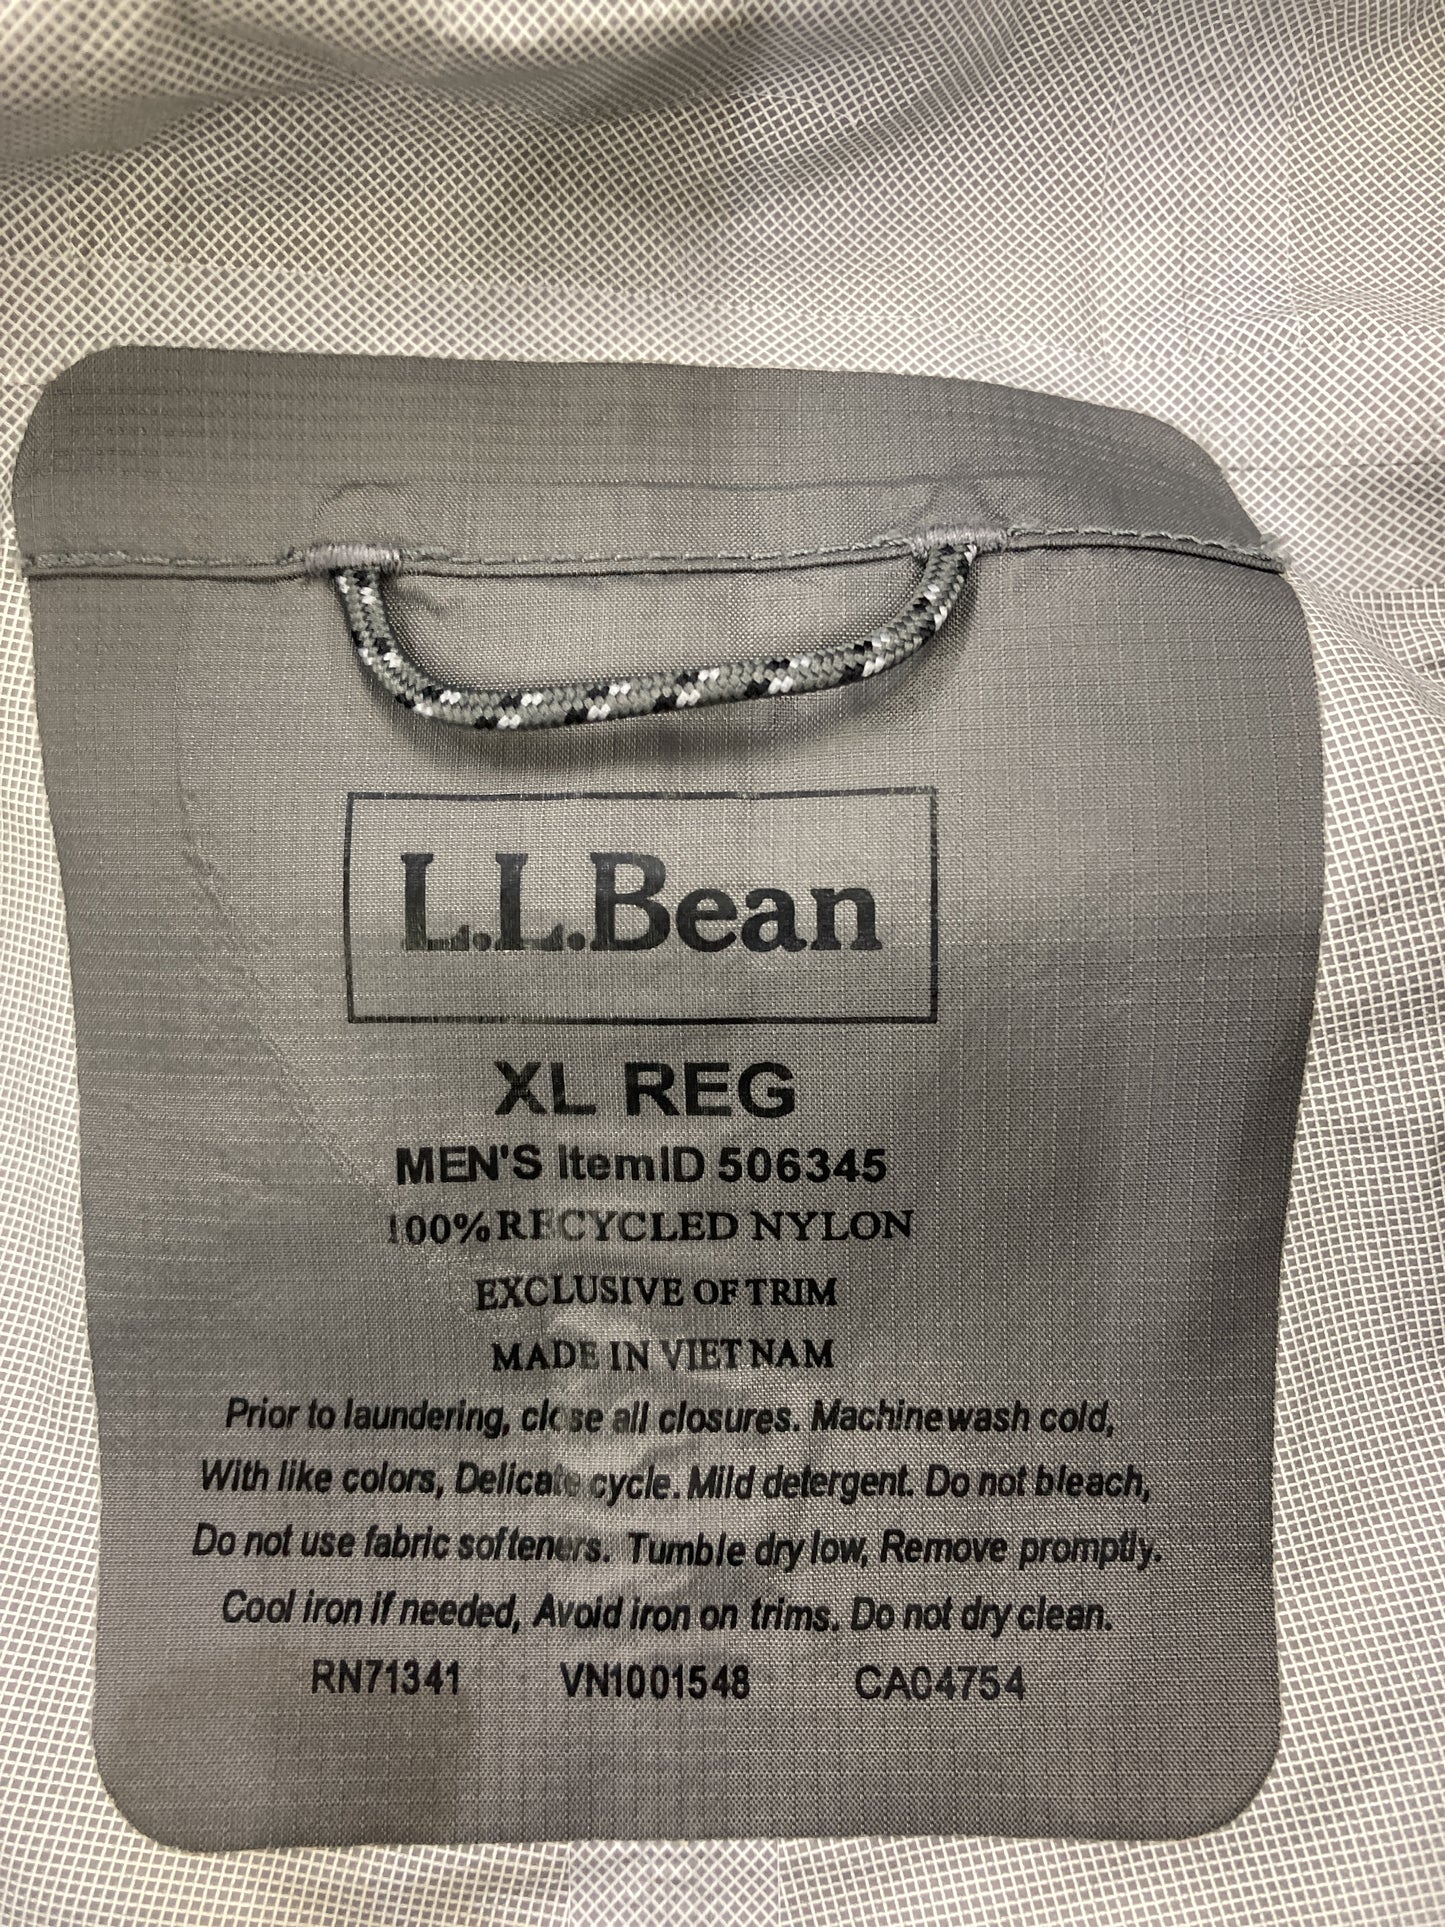 L.L.Bean
XL REG
MEN'S ItemID 506345
100% RECYCLED NYLON
EXCLUSIVE OF TRIM
MADE IN VIETNAM
Prior to laundering, close all closures. Machine wash cold,
With like colors, Delicate cycle. Mild detergent. Do not bleach,
Do not use fabric softeners. Tumble dry low, Remove promptly.
Cool iron if needed, Avoid iron on trims. Do not dry clean.
RN71341 VN1001548 CA04754